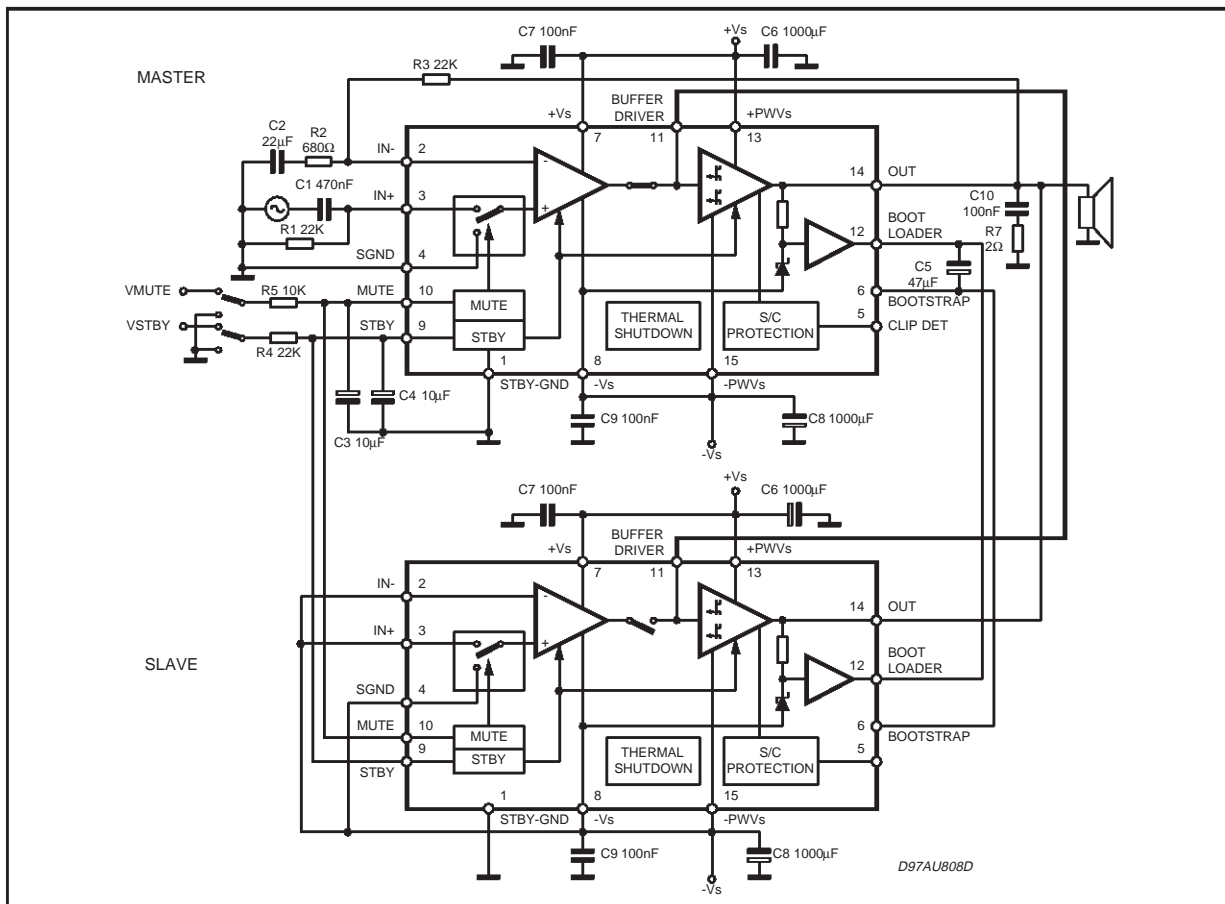 C7 100nF
+Vs
C6 1000µF
MASTER
R3 22K
BUFFER
DRIVER
+Vs
+PWVs
7
11
13
C2
22µF
R2
680Ω
IN-
2
-
14
OUT
C1 470nF
IN+
3
+
C10
100nF
R1 22K
SGND
4
BOOT
LOADER
12
R7
2Ω
C5
47µF
VMUTE
R5 10K
MUTE
10
MUTE
6
BOOTSTRAP
THERMAL
SHUTDOWN
S/C
PROTECTION
5
CLIP DET
VSTBY
STBY
9
STBY
R4 22K
1
8
15
STBY-GND
-Vs
-PWVs
C4 10µF
C9 100nF
C8 1000µF
C3 10µF
-Vs
C7 100nF
+Vs
C6 1000µF
BUFFER
DRIVER
+Vs
+PWVs
7
11
13
IN-
2
-
14
OUT
IN+
3
+
SLAVE
BOOT
LOADER
12
SGND
4
MUTE
10
MUTE
6
BOOTSTRAP
9
STBY
STBY
THERMAL
SHUTDOWN
S/C
PROTECTION
5
1
8
15
STBY-GND
-Vs
-PWVs
C9 100nF
C8 1000µF
-Vs
D97AU808D